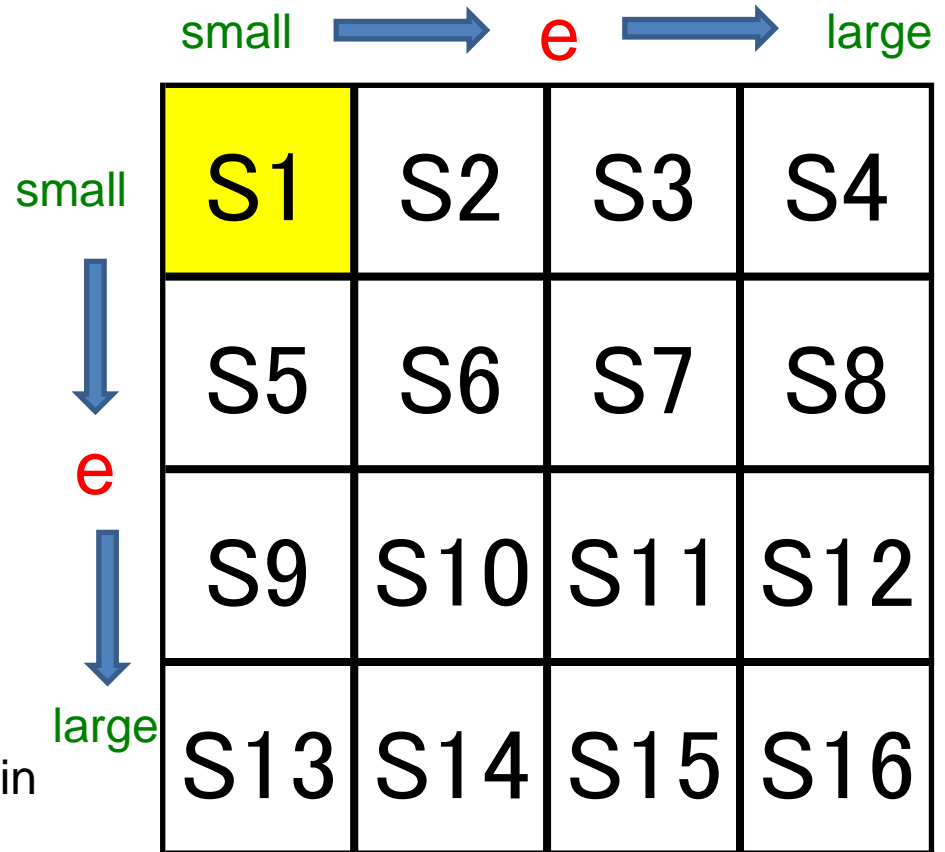 small e large
small S1 S2 S3 S4
S5 S6 S7 S8
e
S9 S10 S11 S12
large
in
S13 S14 S15 S16